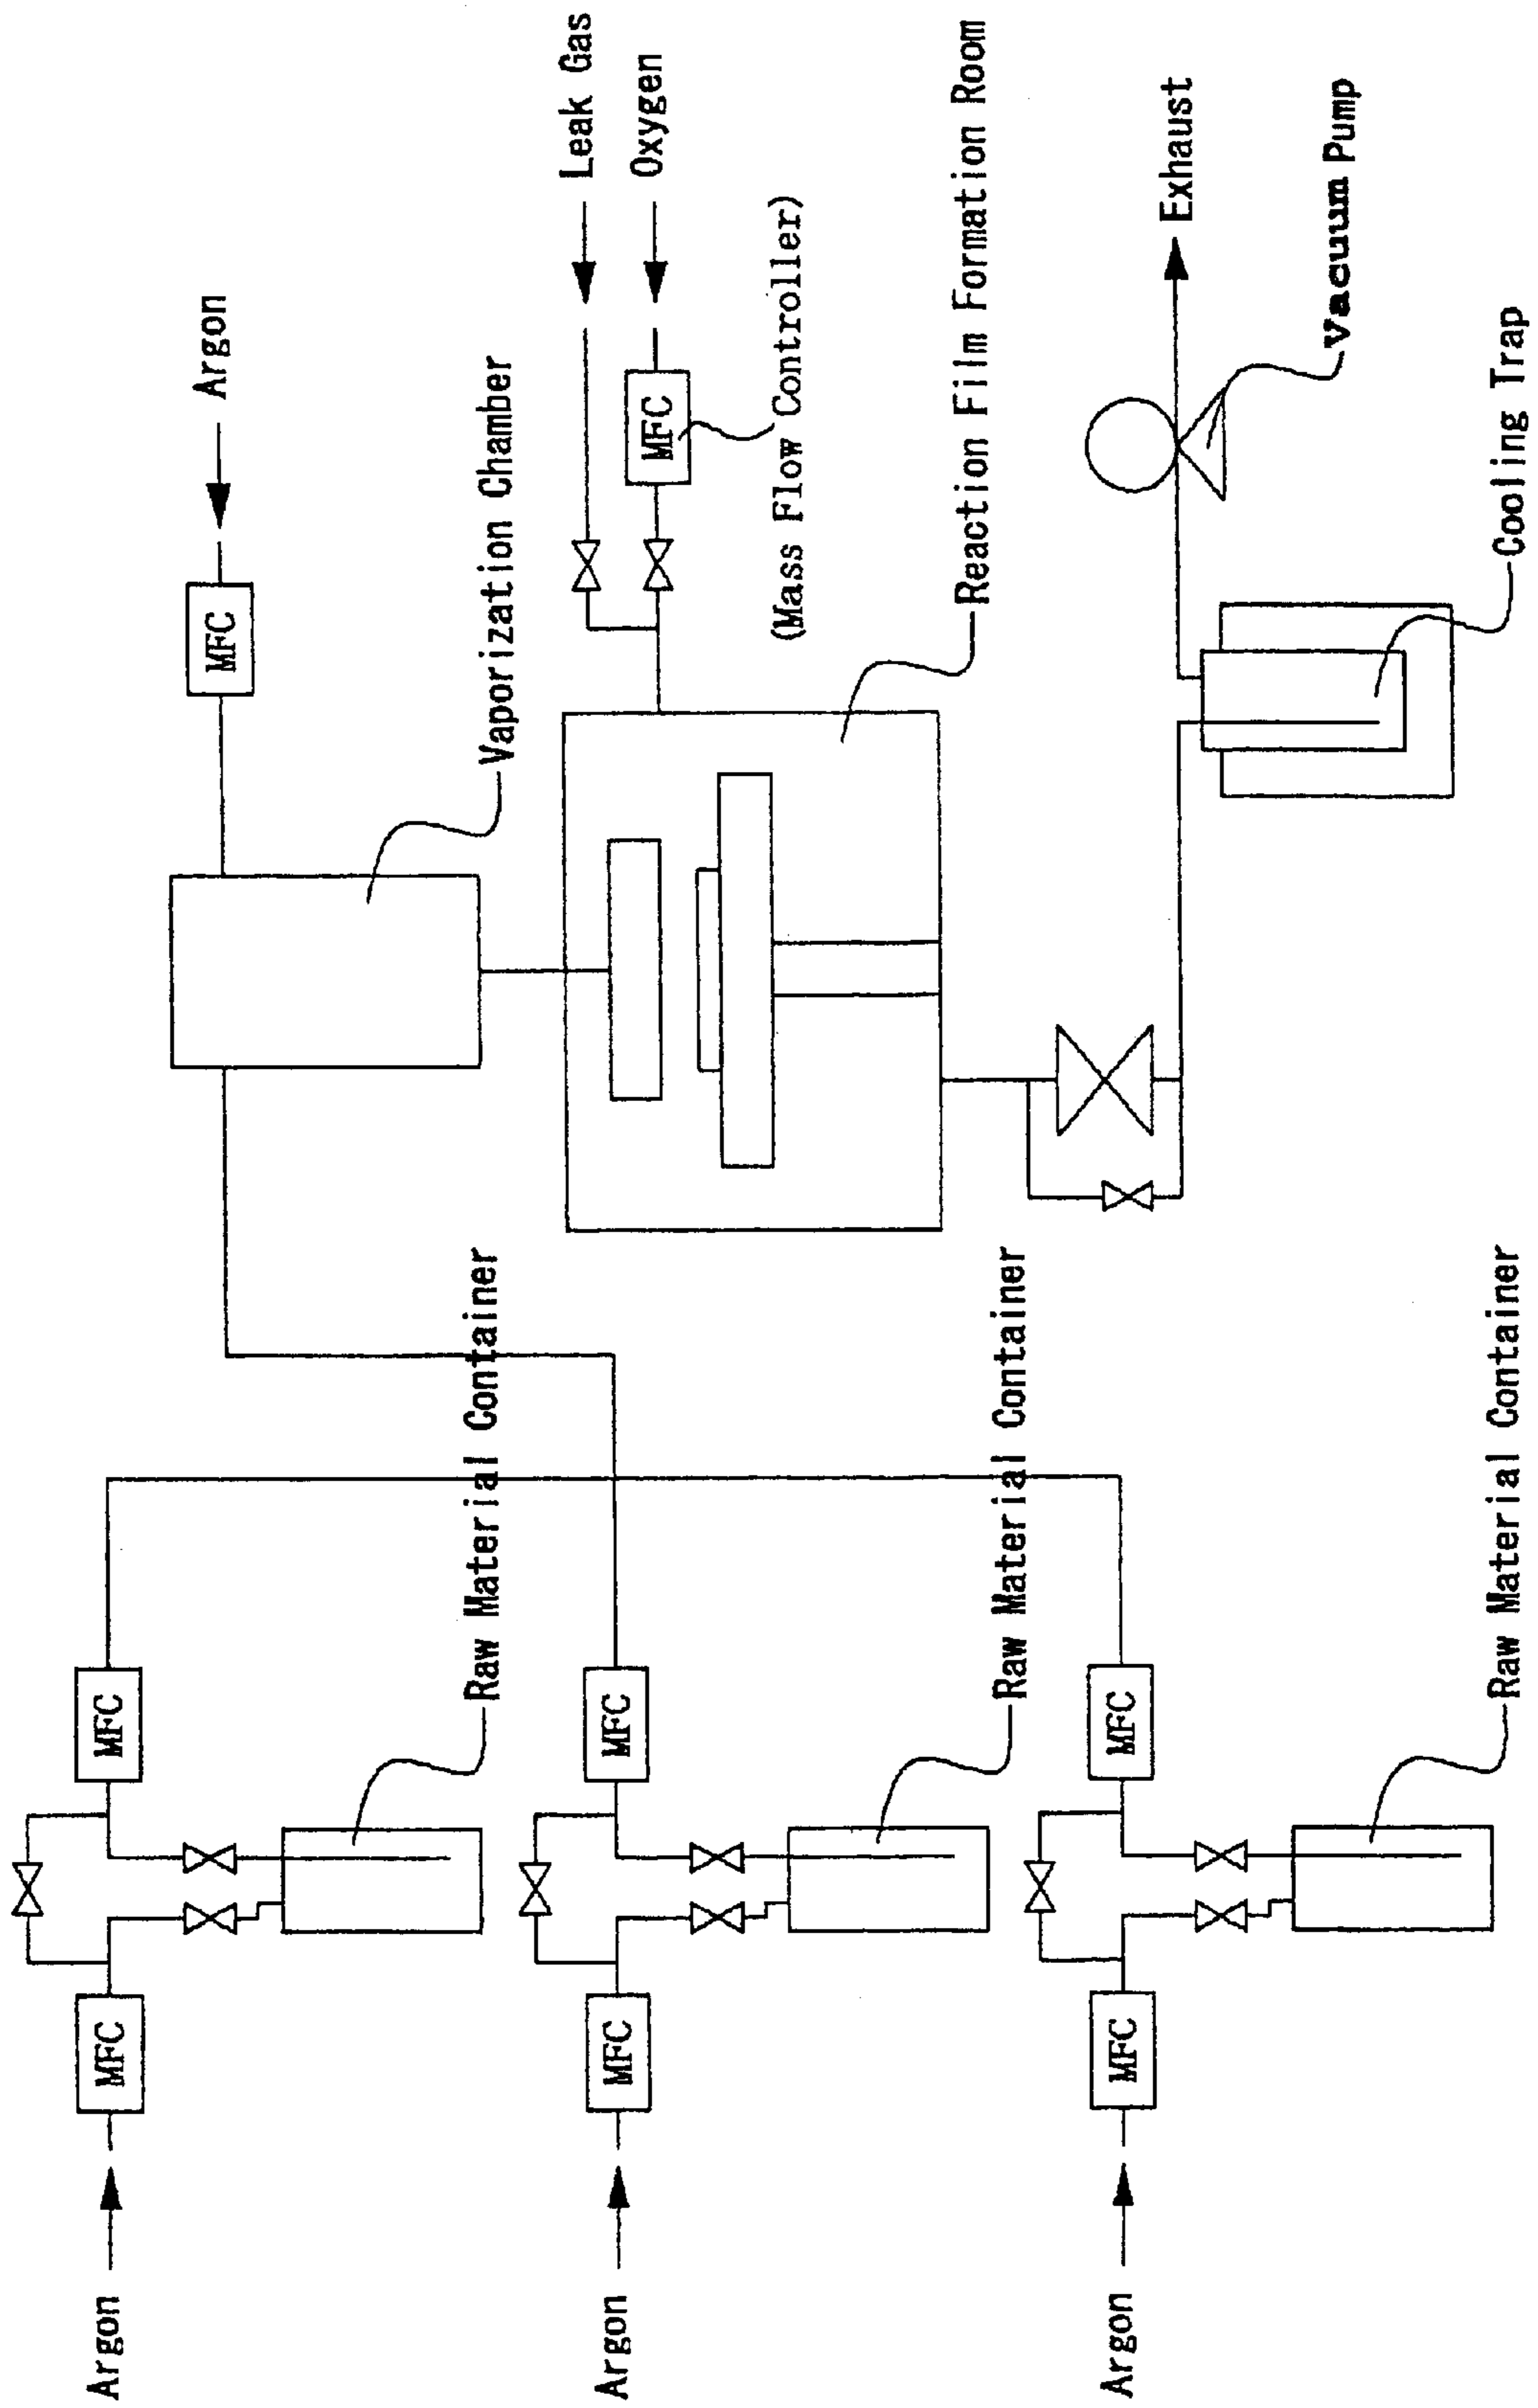 Argon
MFC
MFC
Raw Material Container
Argon
MFC
MFC
Raw Material Container
Argon
MFC
MFC
Raw Material Container
Argon
MFC
Vaporization Chamber
Leak Gas
Oxygen
MFC
(Mass Flow Controller)
Reaction Film Formation Room
Exhaust
Vacuum Pump
Cooling Trap